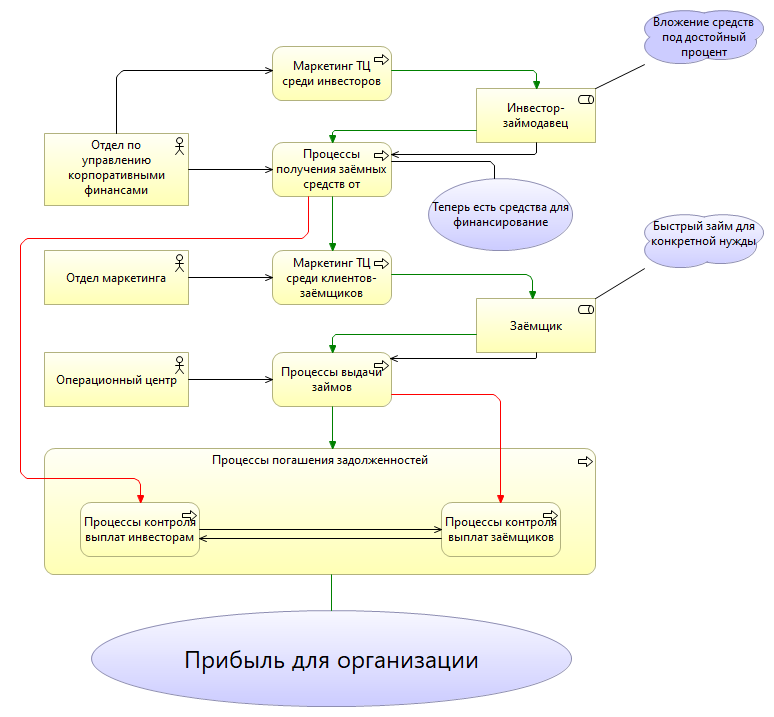 Вложение средств
под достойный
процент
Маркетинг ТЦ
среди инвесторов
Инвестор-
займодавец
Отдел по
управлению
корпоративными
финансами
Процессы
получения заёмных
средств от
Теперь есть средства для
финансирование
Быстрый займ для
конкретной нужды
Отдел маркетинга
Маркетинг ТЦ
среди клиентов-
заёмщиков
Заёмщик
Операционный центр
Процессы выдачи
займов
Процессы погашения задолженностей
Процессы контроля
выплат инвесторам
Процессы контроля
выплат заёмщиков
Прибыль для организации